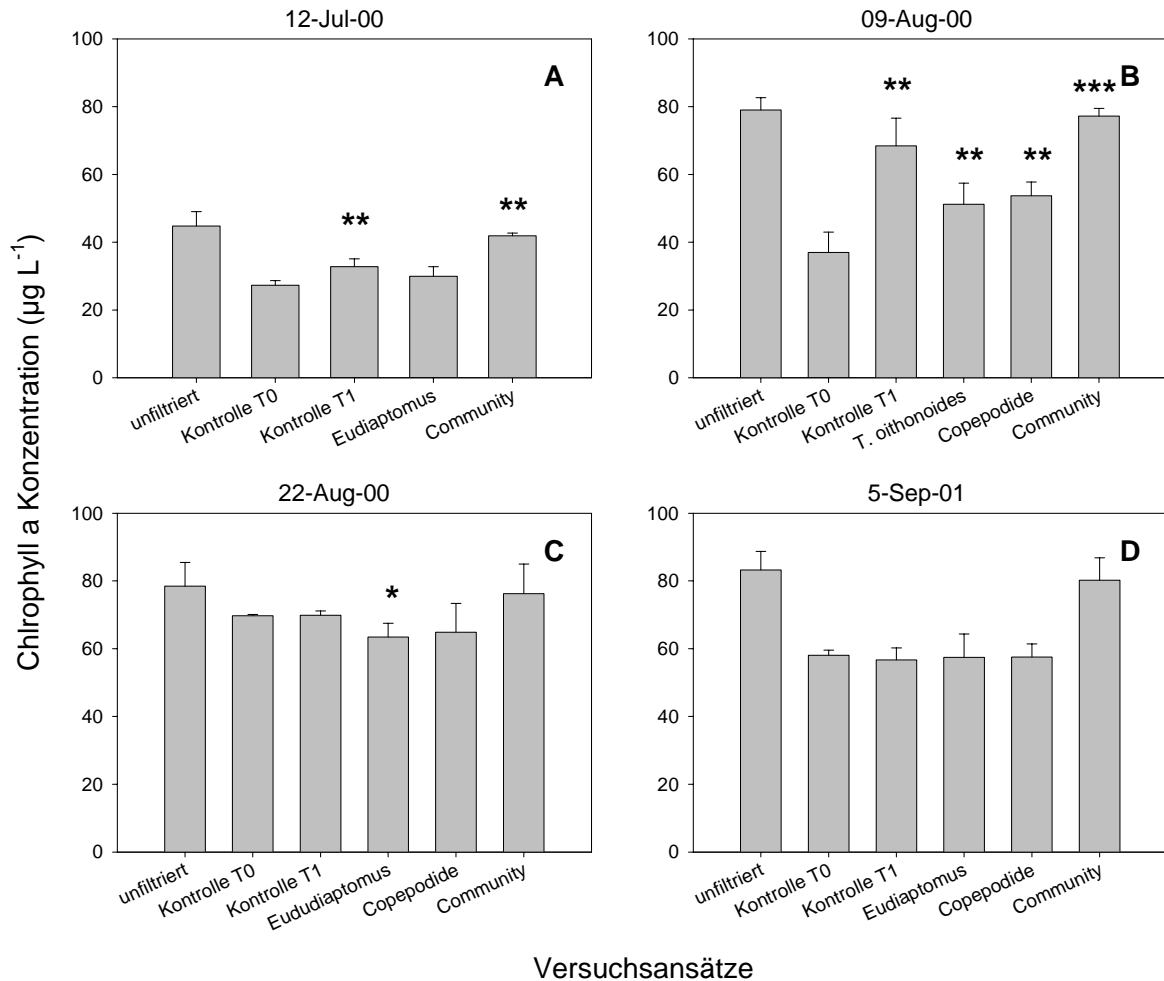 12-Jul-00
A
100
80
60
40
20
0
**
**
unfiltriert
Kontrolle T0
Kontrolle T1
Eudiaptomus
Community
09-Aug-00
B
100
80
60
40
20
0
**
**
**
***
unfiltriert
Kontrolle T0
Kontrolle T1
T. oithonoides
Copepodide
Community
Chlrophyll a Konzentration (µg L-1)
22-Aug-00
C
100
80
60
40
20
0
*
unfiltriert
Kontrolle T0
Kontrolle T1
Eududiaptomus
Copepodide
Community
5-Sep-01
D
100
80
60
40
20
0
unfiltriert
Kontrolle T0
Kontrolle T1
Eudiaptomus
Copepodide
Community
Versuchsansätze